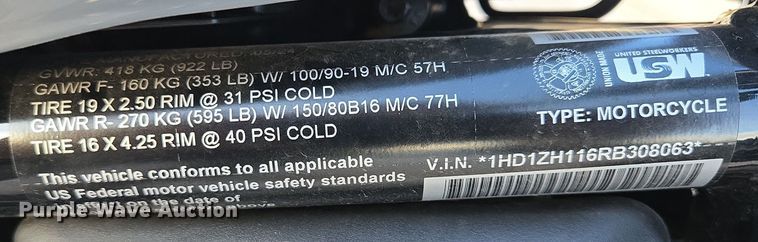 GVWR: 418 KG (922 LB)
GAWR F- 160 KG (353 LB) W/ 100/90-19 M/C 57H
TIRE 19 X 2.50 RIM @ 31 PSI COLD
GAWR R- 270 KG (595 LB) W/ 150/80B16 M/C 77H
TIRE 16 X 4.25 RIM @ 40 PSI COLD
This vehicle conforms to all applicable
US Federal motor vehicle safety standards
the date of
UNION MADE
UNITED STEELWORKERS
USW
TYPE: MOTORCYCLE
V.I.N. *1HD1ZH116RB308063*
Purple Wave Auction